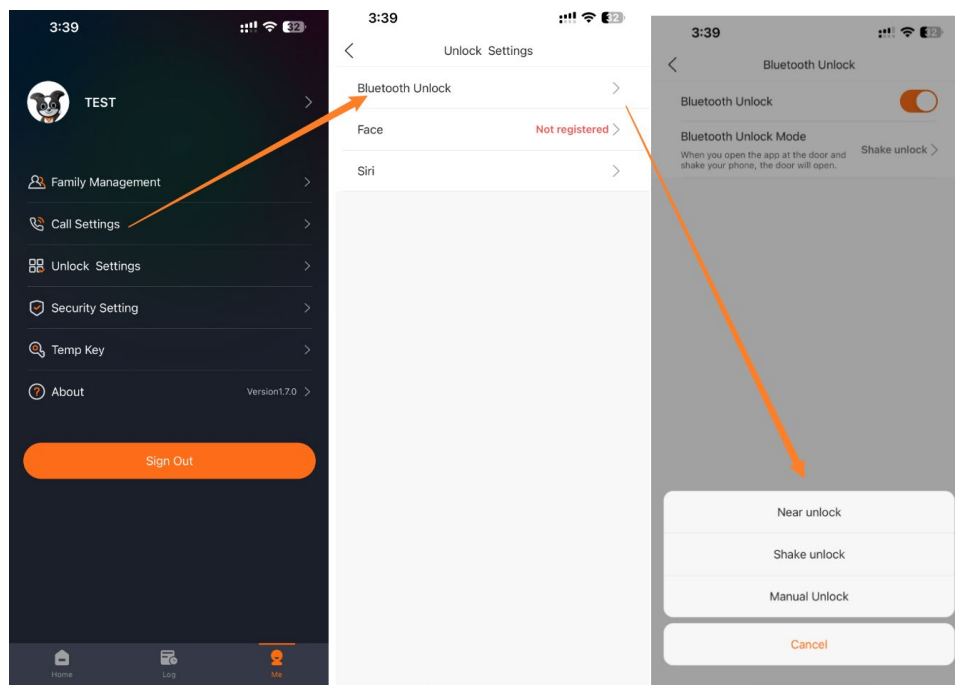 3:39
32
TEST
Family Management
Call Settings
Unlock Settings
Security Setting
Temp Key
About
Version1.7.0
Sign Out
Home
Log
Me
3:39
32
Unlock Settings
Bluetooth Unlock
Face
Not registered
Siri
3:39
32
Bluetooth Unlock
Bluetooth Unlock
Bluetooth Unlock Mode
When you open the app at the door and
shake your phone, the door will open.
Shake unlock
Near unlock
Shake unlock
Manual Unlock
Cancel